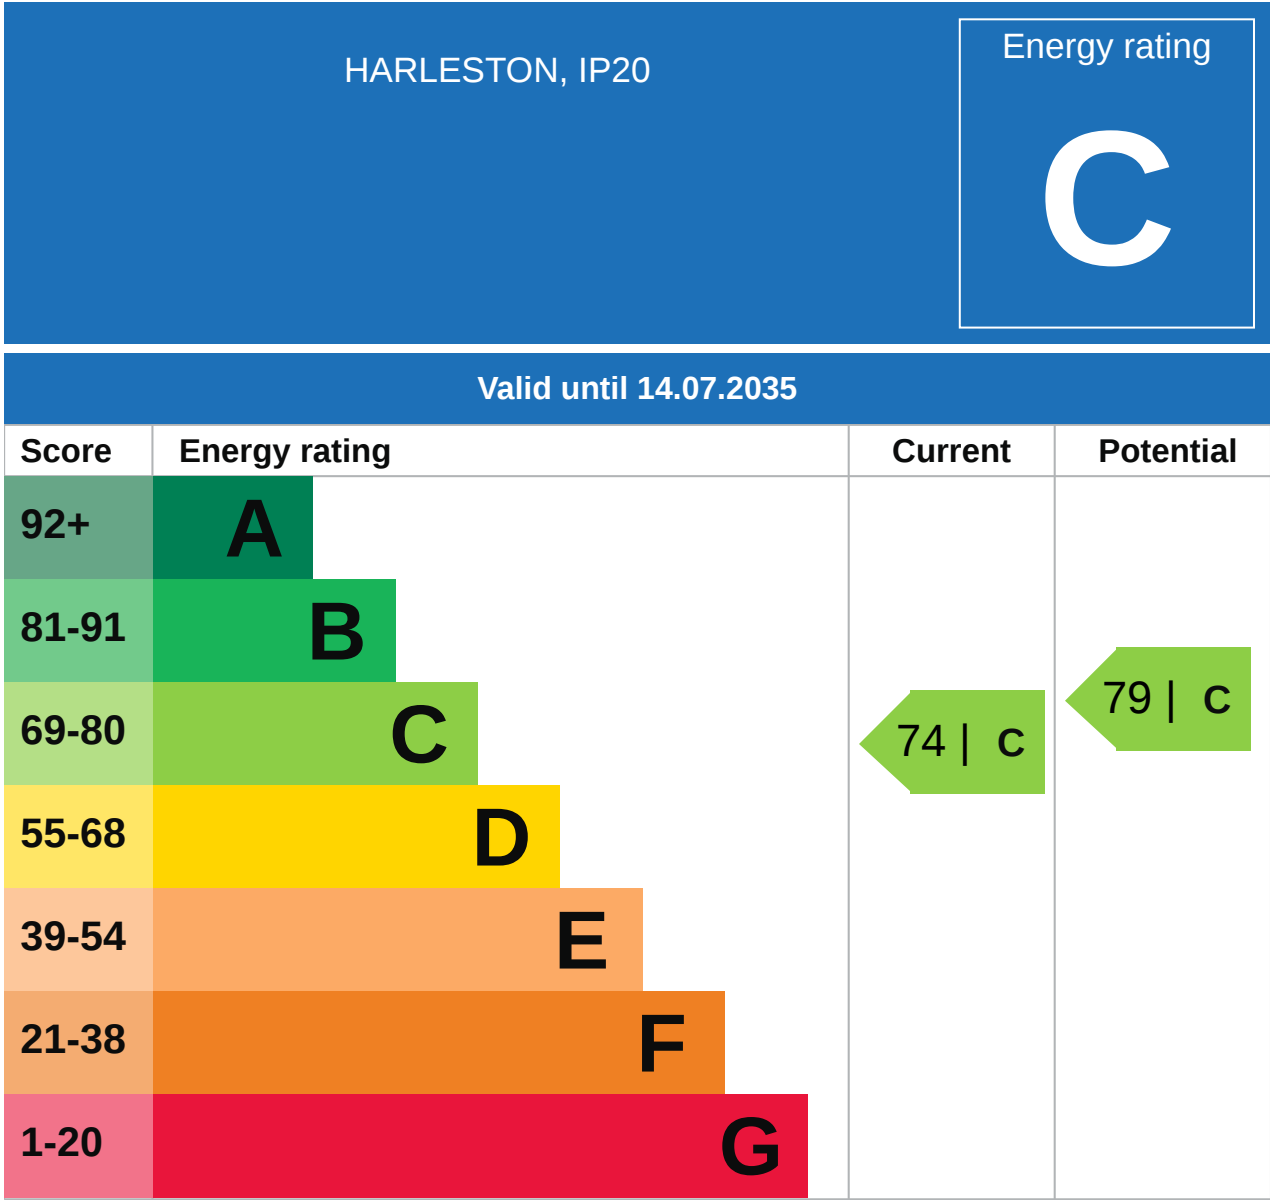 HARLESTON, IP20
Energy rating
C
Valid until 14.07.2035
Score Energy rating Current Potential
92+ A
81-91 B
79 | C
69-80 C
74 | C
55-68 D
39-54 E
21-38 F
1-20 G